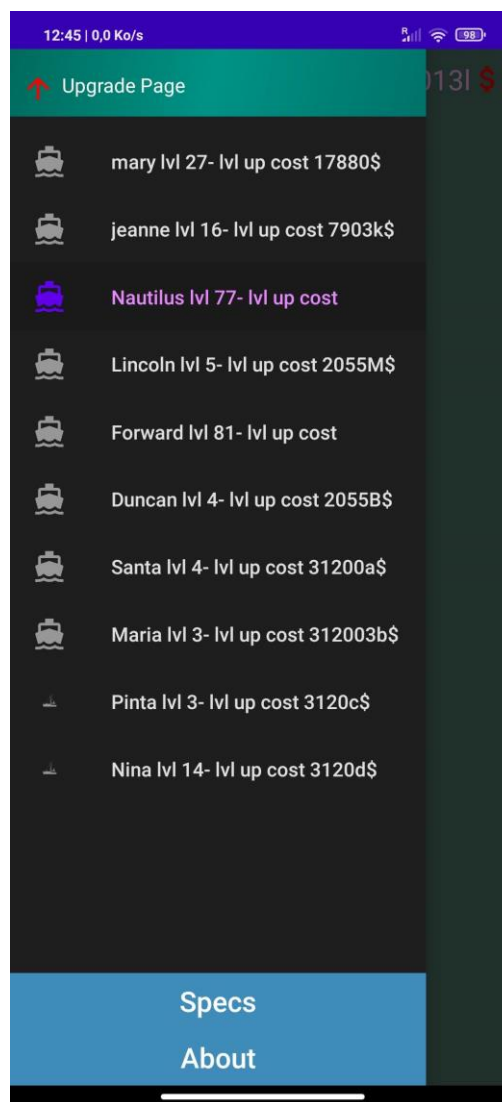 12:45 | 0,0 Ko/s
R
98
Upgrade Page
013l $
mary lvl 27- lvl up cost 17880$
jeanne lvl 16- lvl up cost 7903k$
Nautilus lvl 77- lvl up cost
Lincoln lvl 5- lvl up cost 2055M$
Forward lvl 81- lvl up cost
Duncan lvl 4- lvl up cost 2055B$
Santa lvl 4- lvl up cost 31200a$
Maria lvl 3- lvl up cost 312003b$
Pinta lvl 3- lvl up cost 3120c$
Nina lvl 14- lvl up cost 3120d$
Specs
About